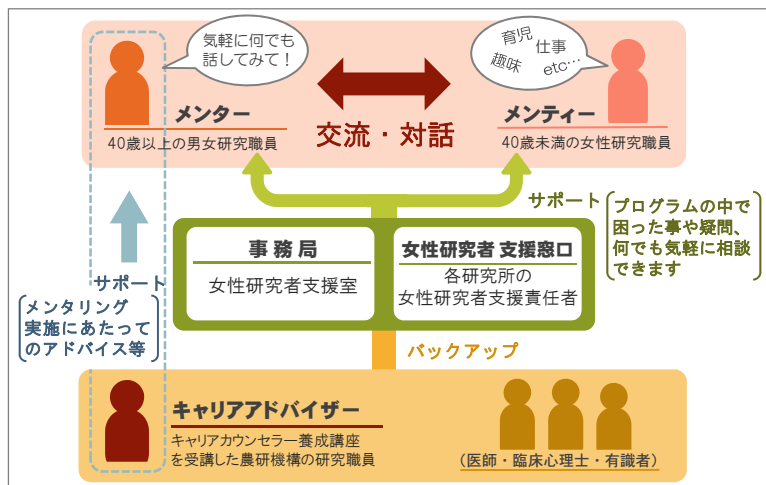 気軽に何でも
話してみて！
育児
仕事
趣味
etc…
メンター
40歳以上の男女研究職員
交流・対話
メンティー
40歳未満の女性研究職員
サポート
プログラムの中で
困った事や疑問、
何でも気軽に相談
できます
事務局
女性研究者支援室
女性研究者 支援窓口
各研究所の
女性研究者支援責任者
サポート
メンタリング
実施にあたって
のアドバイス等
バックアップ
キャリアアドバイザー
キャリアカウンセラー養成講座
を受講した農研機構の研究職員
（医師・臨床心理士・有識者）